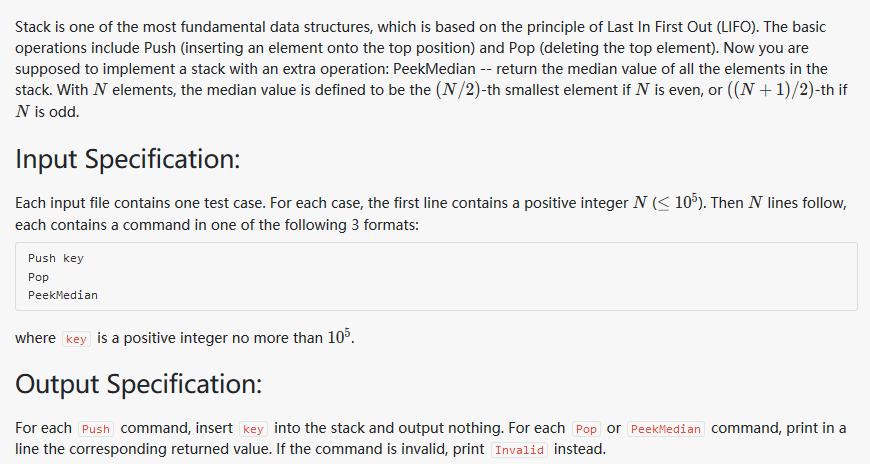 Stack is one of the most fundamental data structures, which is based on the principle of Last In First Out (LIFO). The basic
operations include Push (inserting an element onto the top position) and Pop (deleting the top element). Now you are
supposed to implement a stack with an extra operation: PeekMedian -- return the median value of all the elements in the
stack. With N elements, the median value is defined to be the (N/2)-th smallest element if N is even, or ((N + 1)/2)-th if
N is odd.
Input Specification:
Each input file contains one test case. For each case, the first line contains a positive integer N (≤ 10⁵). Then N lines follow,
each contains a command in one of the following 3 formats:
Push key
Pop
PeekMedian
where key is a positive integer no more than 10⁵.
Output Specification:
For each Push command, insert key into the stack and output nothing. For each Pop or PeekMedian command, print in a
line the corresponding returned value. If the command is invalid, print Invalid instead.